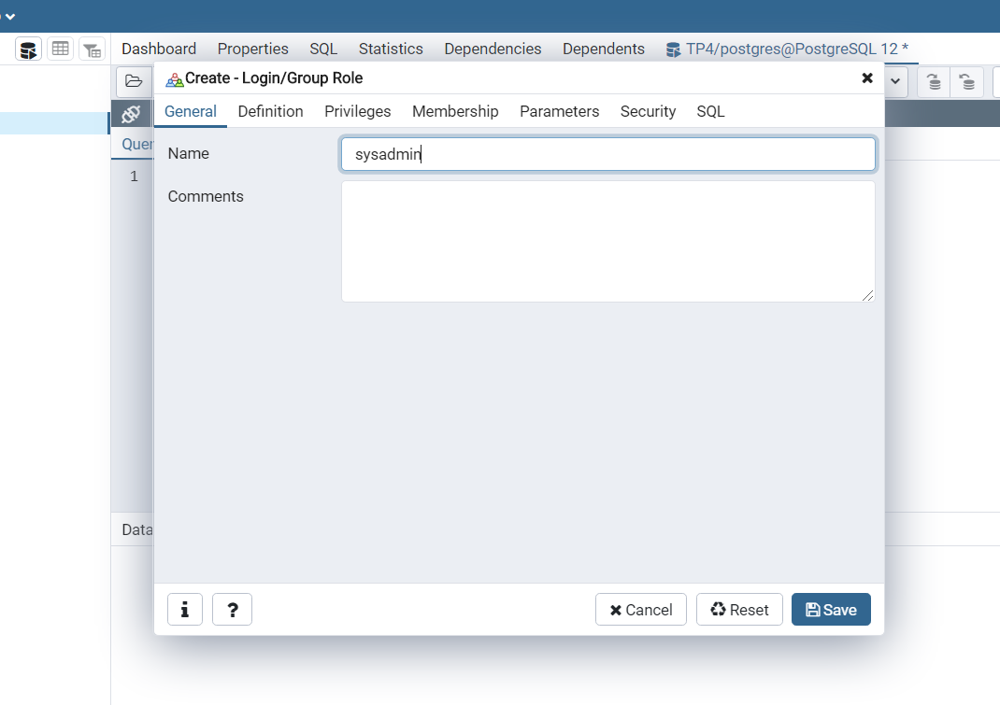 Dashboard Properties SQL Statistics Dependencies Dependents TP4/postgres@PostgreSQL 12 *
Create - Login/Group Role
General Definition Privileges Membership Parameters Security SQL
Quer
Name sysadmin
1
Comments
Data
i ? Cancel Reset Save